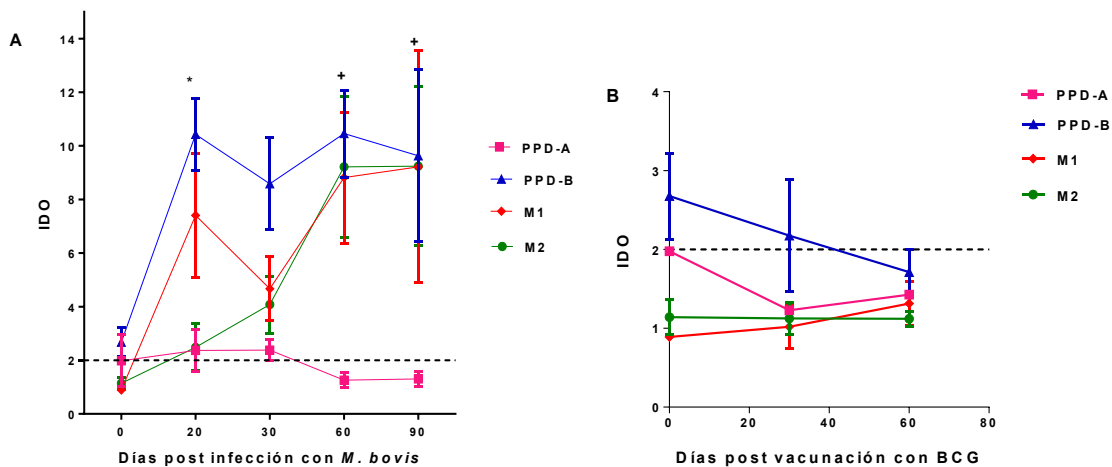 A
IDO
14
12
10
8
6
4
2
0
*
+
+
0
20
30
60
90
Días post infección con M. bovis
PPD-A
PPD-B
M1
M2
B
IDO
4
3
2
1
0
0
20
40
60
80
Días post vacunación con BCG
PPD-A
PPD-B
M1
M2